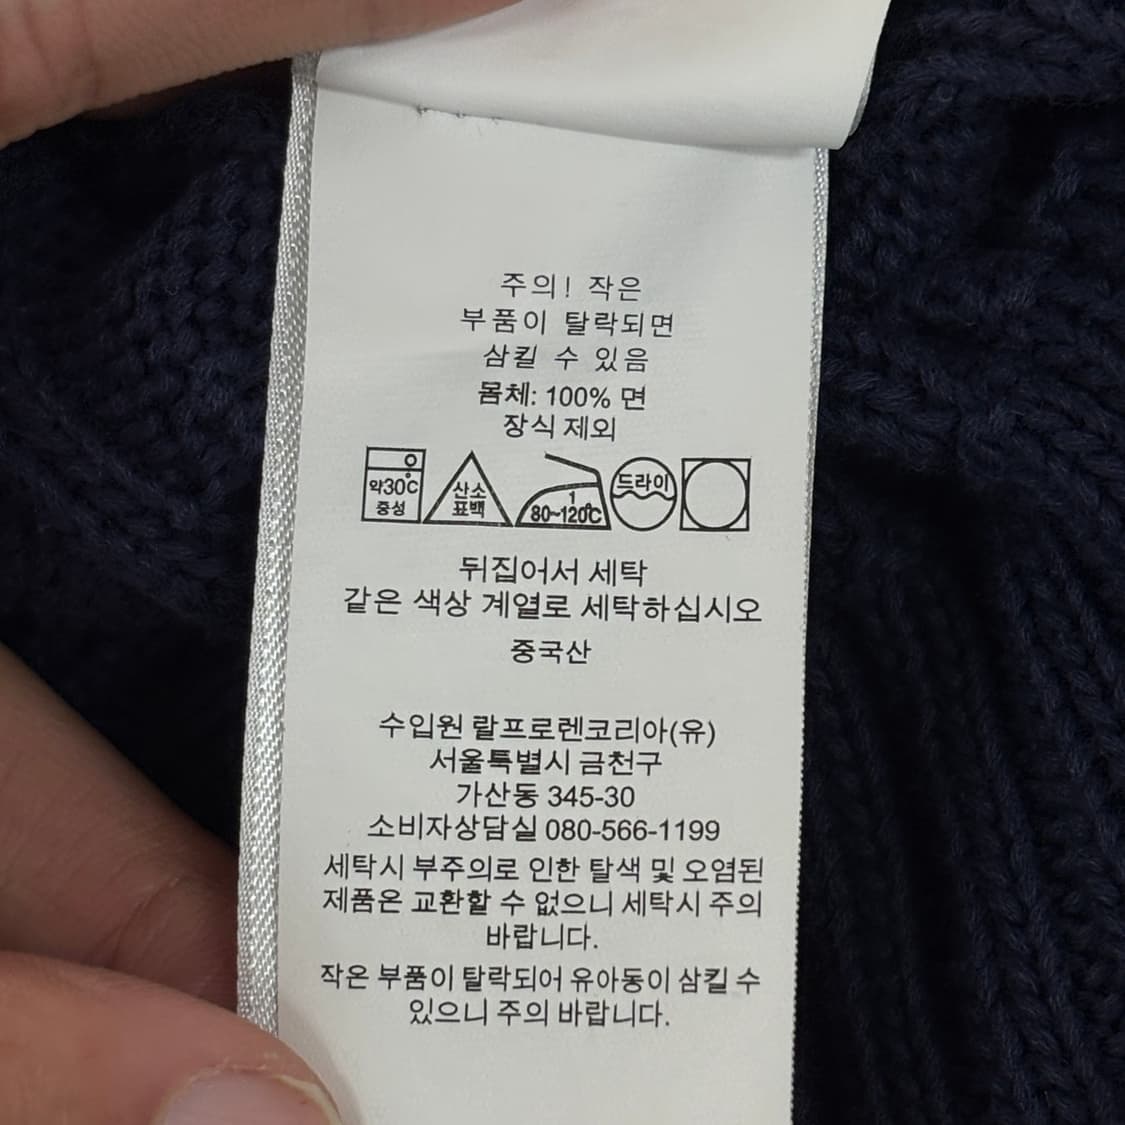 주의! 작은
부품이 탈락되면
삼킬 수 있음
몸체: 100% 면
장식 제외
약30℃
중성
산소
표백
1
80~120℃
드라이
뒤집어서 세탁
같은 색상 계열로 세탁하십시오
중국산
수입원 랄프로렌코리아(유)
서울특별시 금천구
가산동 345-30
소비자상담실 080-566-1199
세탁시 부주의로 인한 탈색 및 오염된
제품은 교환할 수 없으니 세탁시 주의
바랍니다.
작은 부품이 탈락되어 유아동이 삼킬 수
있으니 주의 바랍니다.